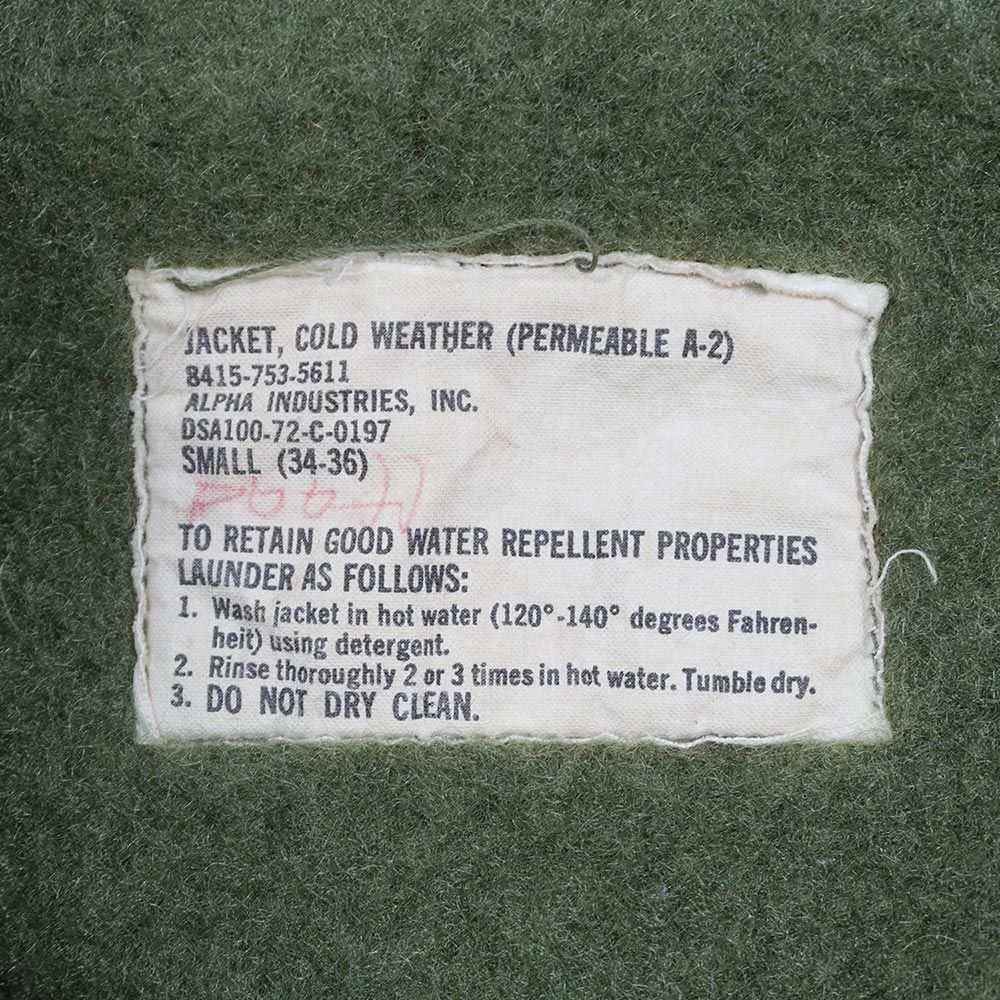 JACKET, COLD WEATHER (PERMEABLE A-2)
8415-753-5611
ALPHA INDUSTRIES, INC.
DSA100-72-C-0197
SMALL (34-36)
TO RETAIN GOOD WATER REPELLENT PROPERTIES
LAUNDER AS FOLLOWS:
1. Wash jacket in hot water (120°-140° degrees Fahren-
heit) using detergent.
2. Rinse thoroughly 2 or 3 times in hot water. Tumble dry.
3. DO NOT DRY CLEAN.